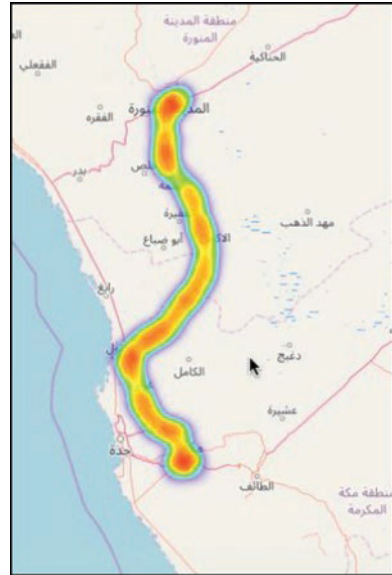 منطقة المدينة
المنورة
الحناكية
الفقعلي
الفقره
بدر
مهد الذهب
أبو ضباع
رابغ
الكامل
دغبج
عشيرة
جدة
الطائف
منطقة مكة
المكرمة